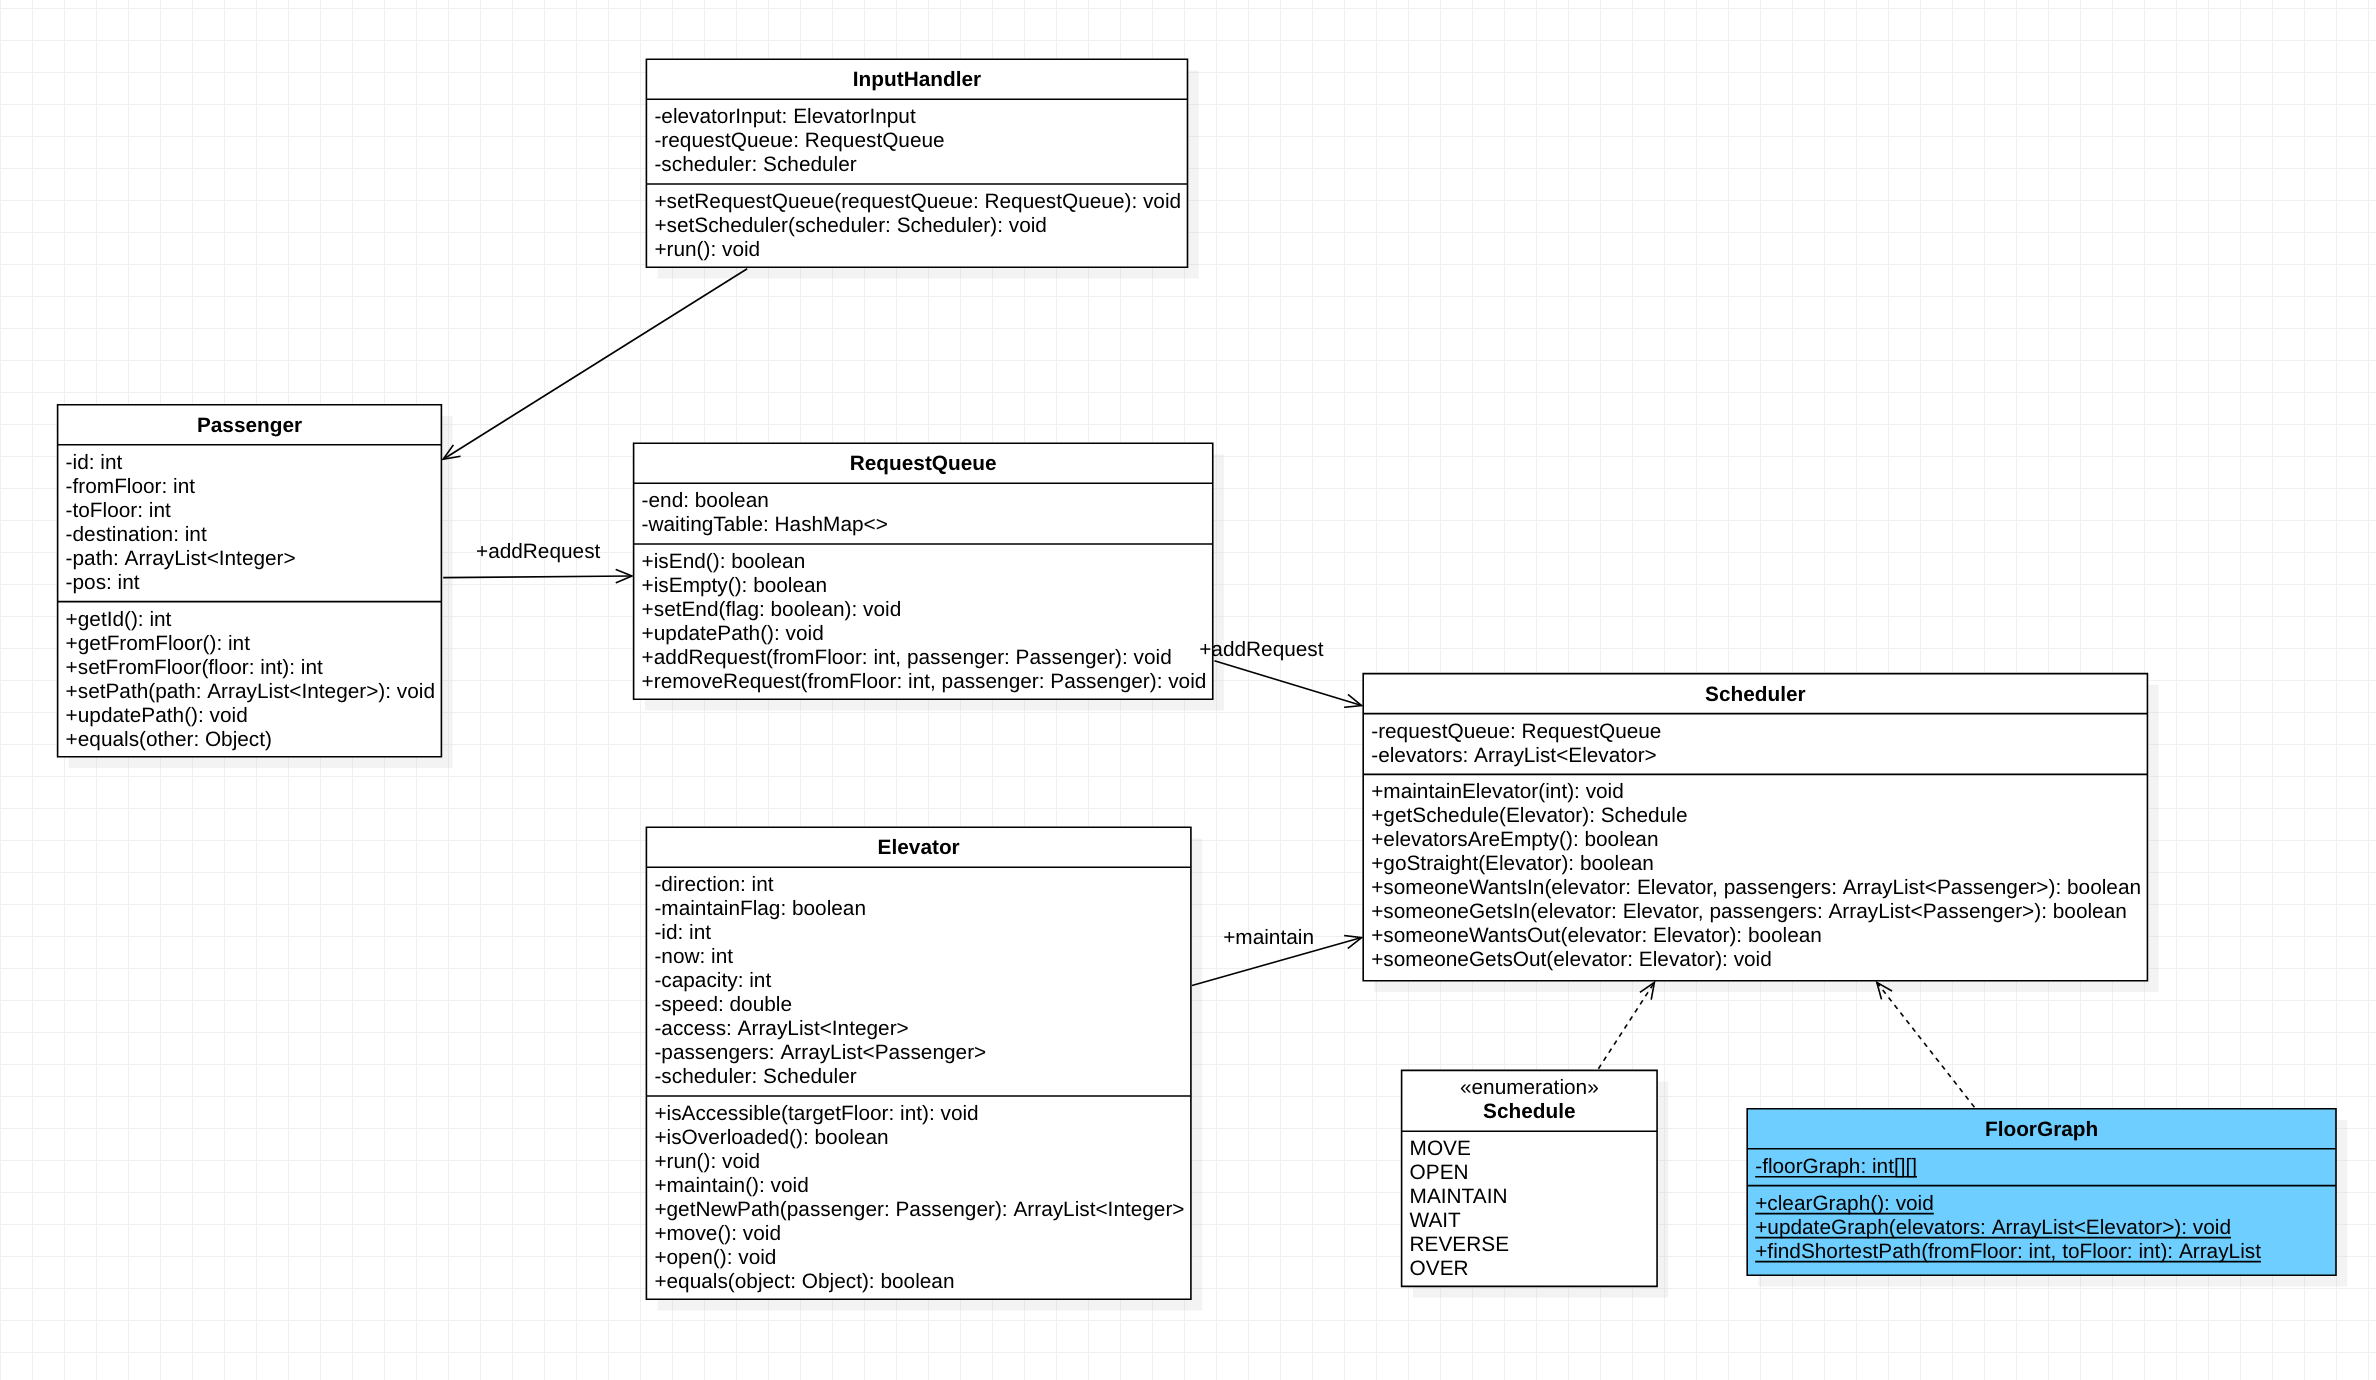 InputHandler
-elevatorInput: ElevatorInput
-requestQueue: RequestQueue
-scheduler: Scheduler
+setRequestQueue(requestQueue: RequestQueue): void
+setScheduler(scheduler: Scheduler): void
+run(): void
Passenger
-id: int
-fromFloor: int
-toFloor: int
-destination: int
-path: ArrayList<Integer>
-pos: int
+getId(): int
+getFromFloor(): int
+setFromFloor(floor: int): int
+setPath(path: ArrayList<Integer>): void
+updatePath(): void
+equals(other: Object)
+addRequest
RequestQueue
-end: boolean
-waitingTable: HashMap<>
+isEnd(): boolean
+isEmpty(): boolean
+setEnd(flag: boolean): void
+updatePath(): void
+addRequest(fromFloor: int, passenger: Passenger): void
+removeRequest(fromFloor: int, passenger: Passenger): void
+addRequest
Scheduler
-requestQueue: RequestQueue
-elevators: ArrayList<Elevator>
+maintainElevator(int): void
+getSchedule(Elevator): Schedule
+elevatorsAreEmpty(): boolean
+goStraight(Elevator): boolean
+someoneWantsIn(elevator: Elevator, passengers: ArrayList<Passenger>): boolean
+someoneGetsIn(elevator: Elevator, passengers: ArrayList<Passenger>): boolean
+someoneWantsOut(elevator: Elevator): boolean
+someoneGetsOut(elevator: Elevator): void
Elevator
-direction: int
-maintainFlag: boolean
-id: int
-now: int
-capacity: int
-speed: double
-access: ArrayList<Integer>
-passengers: ArrayList<Passenger>
-scheduler: Scheduler
+isAccessible(targetFloor: int): void
+isOverloaded(): boolean
+run(): void
+maintain(): void
+getNewPath(passenger: Passenger): ArrayList<Integer>
+move(): void
+open(): void
+equals(object: Object): boolean
+maintain
«enumeration»
Schedule
MOVE
OPEN
MAINTAIN
WAIT
REVERSE
OVER
FloorGraph
-floorGraph: int[][]
+clearGraph(): void
+updateGraph(elevators: ArrayList<Elevator>): void
+findShortestPath(fromFloor: int, toFloor: int): ArrayList